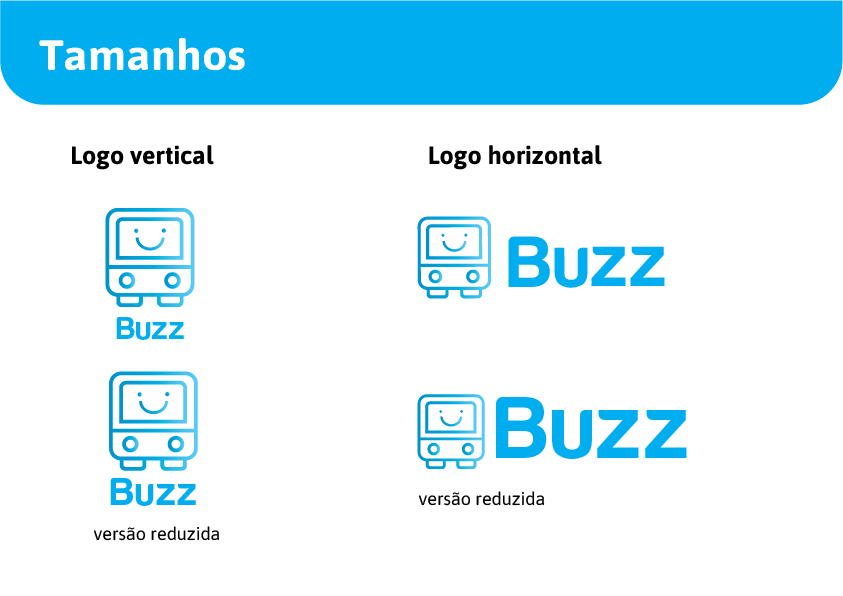 Tamanhos
Logo vertical
Logo horizontal
Buzz
Buzz
Buzz
Buzz
versão reduzida
versão reduzida